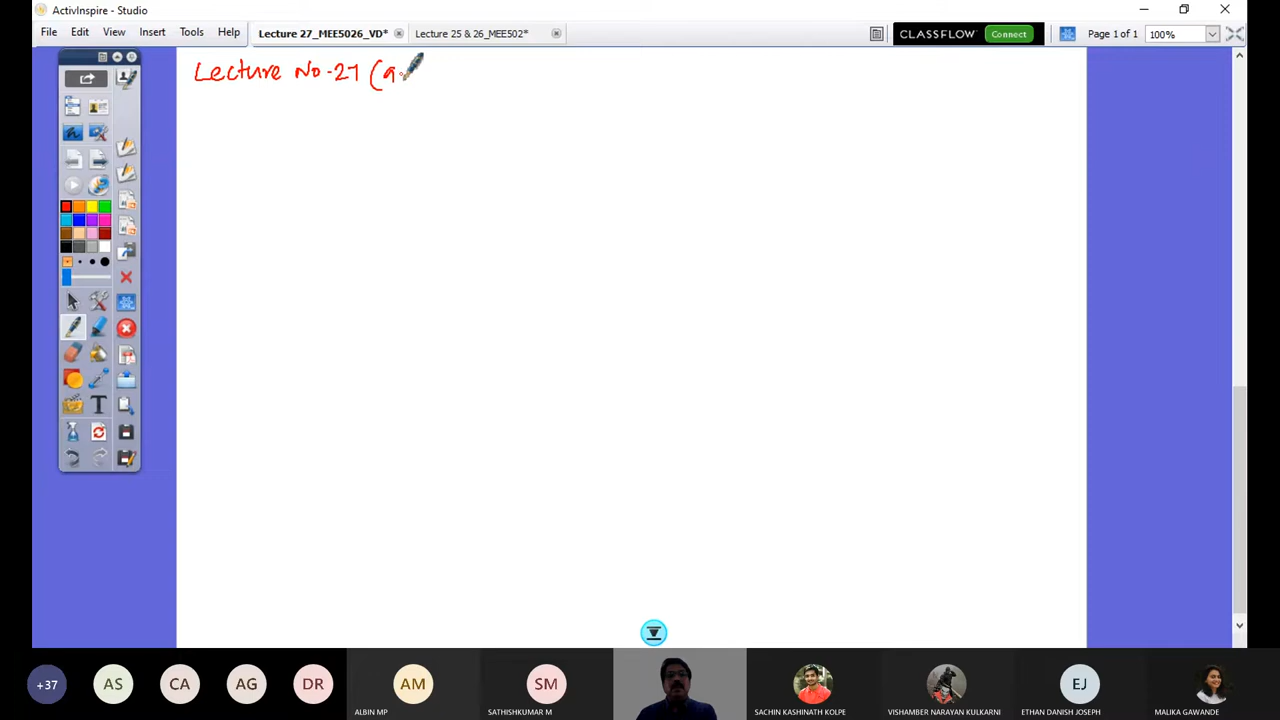 ActivInspire - Studio
File Edit View Insert Tools Help
Lecture 27_MEE5026_VD* Lecture 25 & 26_MEE502*
CLASSFLOW Connect Page 1 of 1 100%
Lecture No-27 (9.
+37 AS CA AG DR AM SM EJ
ALBIN MP SATHISHKUMAR M SACHIN KASHINATH KOLPE VISHAMBER NARAYAN KULKARNI ETHAN DANISH JOSEPH MALIKA GAWANDE